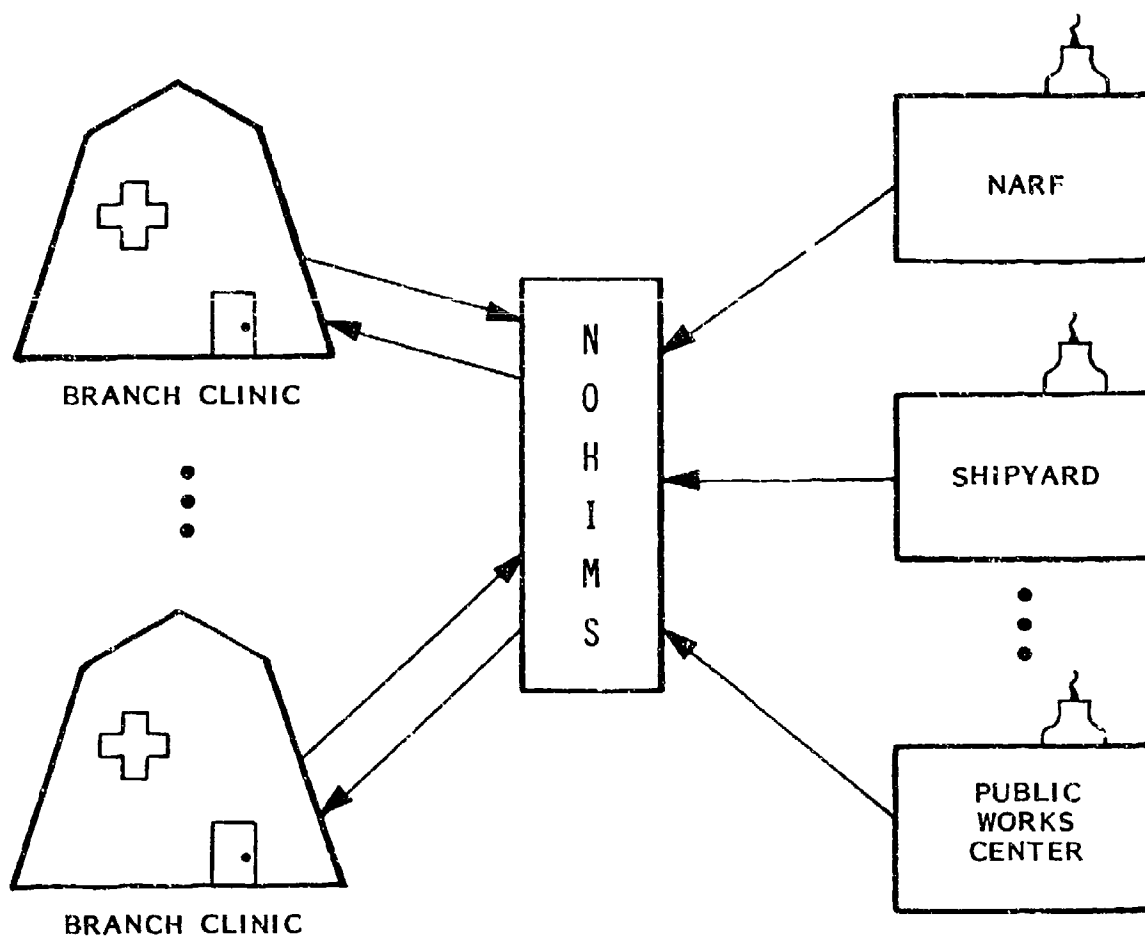 BRANCH CLINIC
BRANCH CLINIC
N
O
H
I
M
S
NARF
SHIPYARD
PUBLIC
WORKS
CENTER